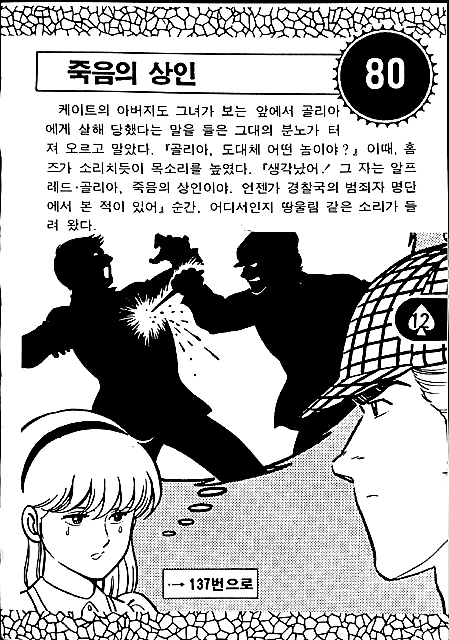 죽음의 상인
80
케이트의 아버지도 그녀가 보는 앞에서 골리아
에게 살해 당했다는 말을 들은 그대의 분노가 터
져 오르고 말았다. 『골리아, 도대체 어떤 놈이야?』 이때, 홈
즈가 소리치듯이 목소리를 높였다. 『생각났어! 그 자는 알프
레드·골리아, 죽음의 상인이야. 언젠가 경찰국의 범죄자 명단
에서 본 적이 있어』 순간, 어디서인지 땅울림 같은 소리가 들
려 왔다.
12
→ 137번으로